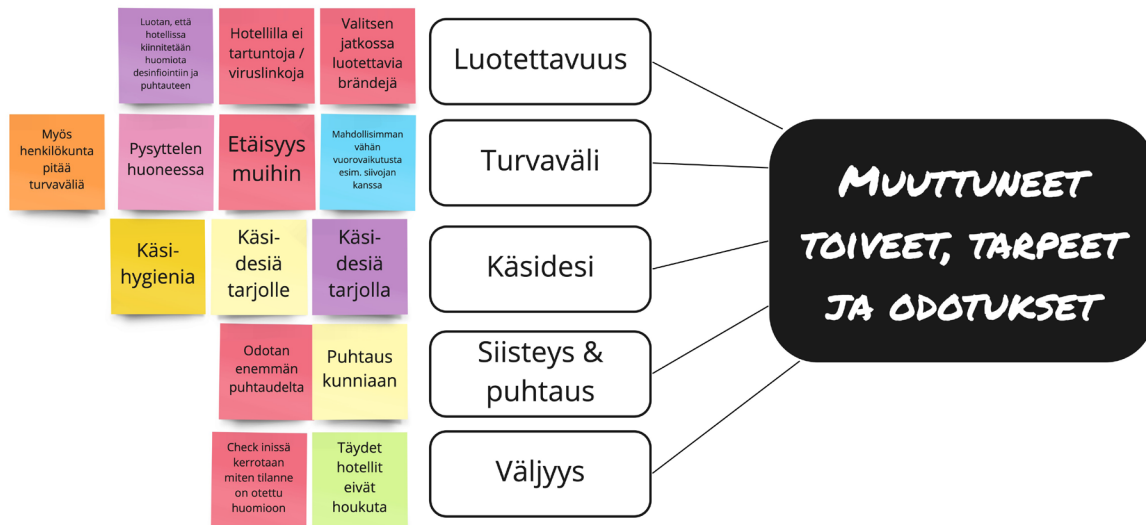 Luotan, että
hotellissa
kiinnitetään
huomiota
desinfiointiin ja
puhtauteen
Hotellilla ei
tartuntoja /
viruslinkoja
Valitsen
jatkossa
luotettavia
brändejä
Luotettavuus
Myös
henkilökunta
pitää
turvaväliä
Pysyttelen
huoneessa
Etäisyys
muihin
Mahdollisimman
vähän
vuorovaikutusta
esim. siivojan
kanssa
Turvaväli
Käsi-
hygienia
Käsi-
desiä
tarjolle
Käsi-
desiä
tarjolla
Käsidesi
Odotan
enemmän
puhtaudelta
Puhtaus
kunniaan
Siisteys &
puhtaus
Check inissä
kerrotaan
miten tilanne
on otettu
huomioon
Täydet
hotellit
eivät
houkuta
Väljyys
MUUTTUNEET
TOIVEET, TARPEET
JA ODOTUKSET